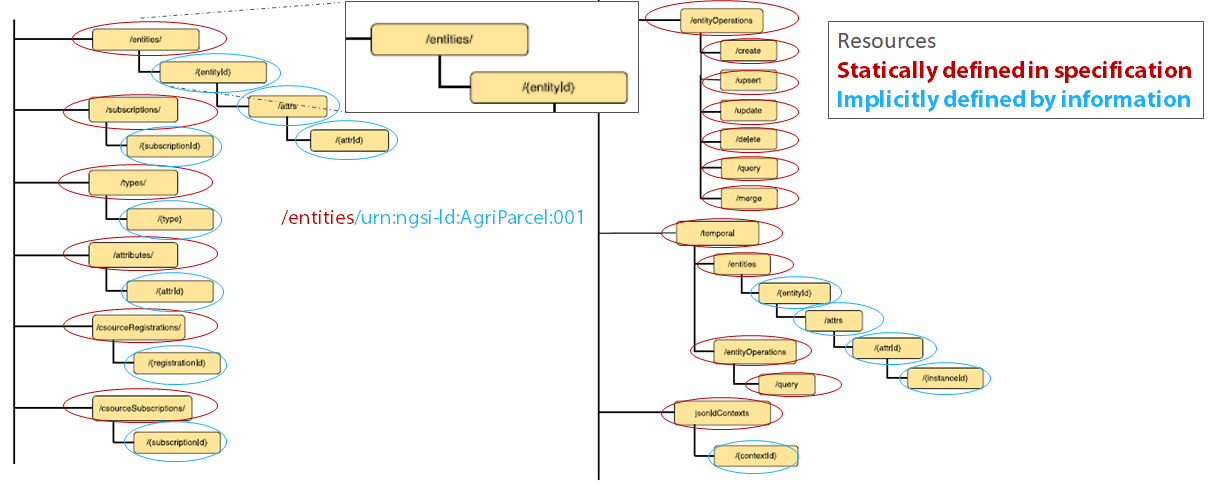 /entities/
/{entityId}
/attrs
/{attrId}
/subscriptions/
/{subscriptionId}
/types/
/{type}
/attributes/
/{attrId}
/csourceRegistrations/
/{registrationId}
/csourceSubscriptions/
/{subscriptionId}
/entities/
/{entityId}
/entities/urn:ngsi-ld:AgriParcel:001
/entityOperations
/create
/upsert
/update
/delete
/query
/merge
/temporal
/entities
/{entityId}
/attrs
/{attrId}
/{instanceId}
/entityOperations
/query
jsonldContexts
/{contextId}
Resources
Statically defined in specification
Implicitly defined by information